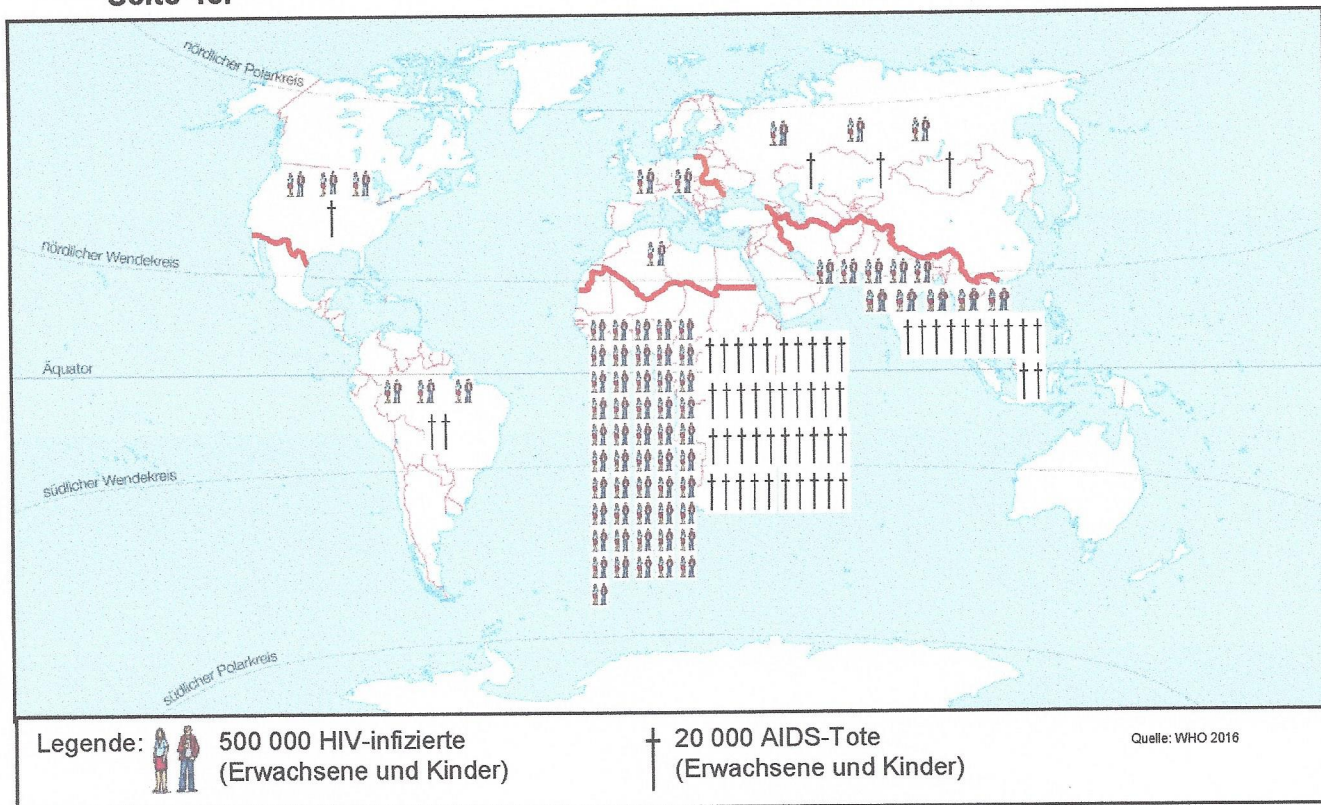 nördlicher Polarkreis
nördlicher Wendekreis
Äquator
südlicher Wendekreis
südlicher Polarkreis
Legende:
500 000 HIV-infizierte
(Erwachsene und Kinder)
20 000 AIDS-Tote
(Erwachsene und Kinder)
Quelle: WHO 2016